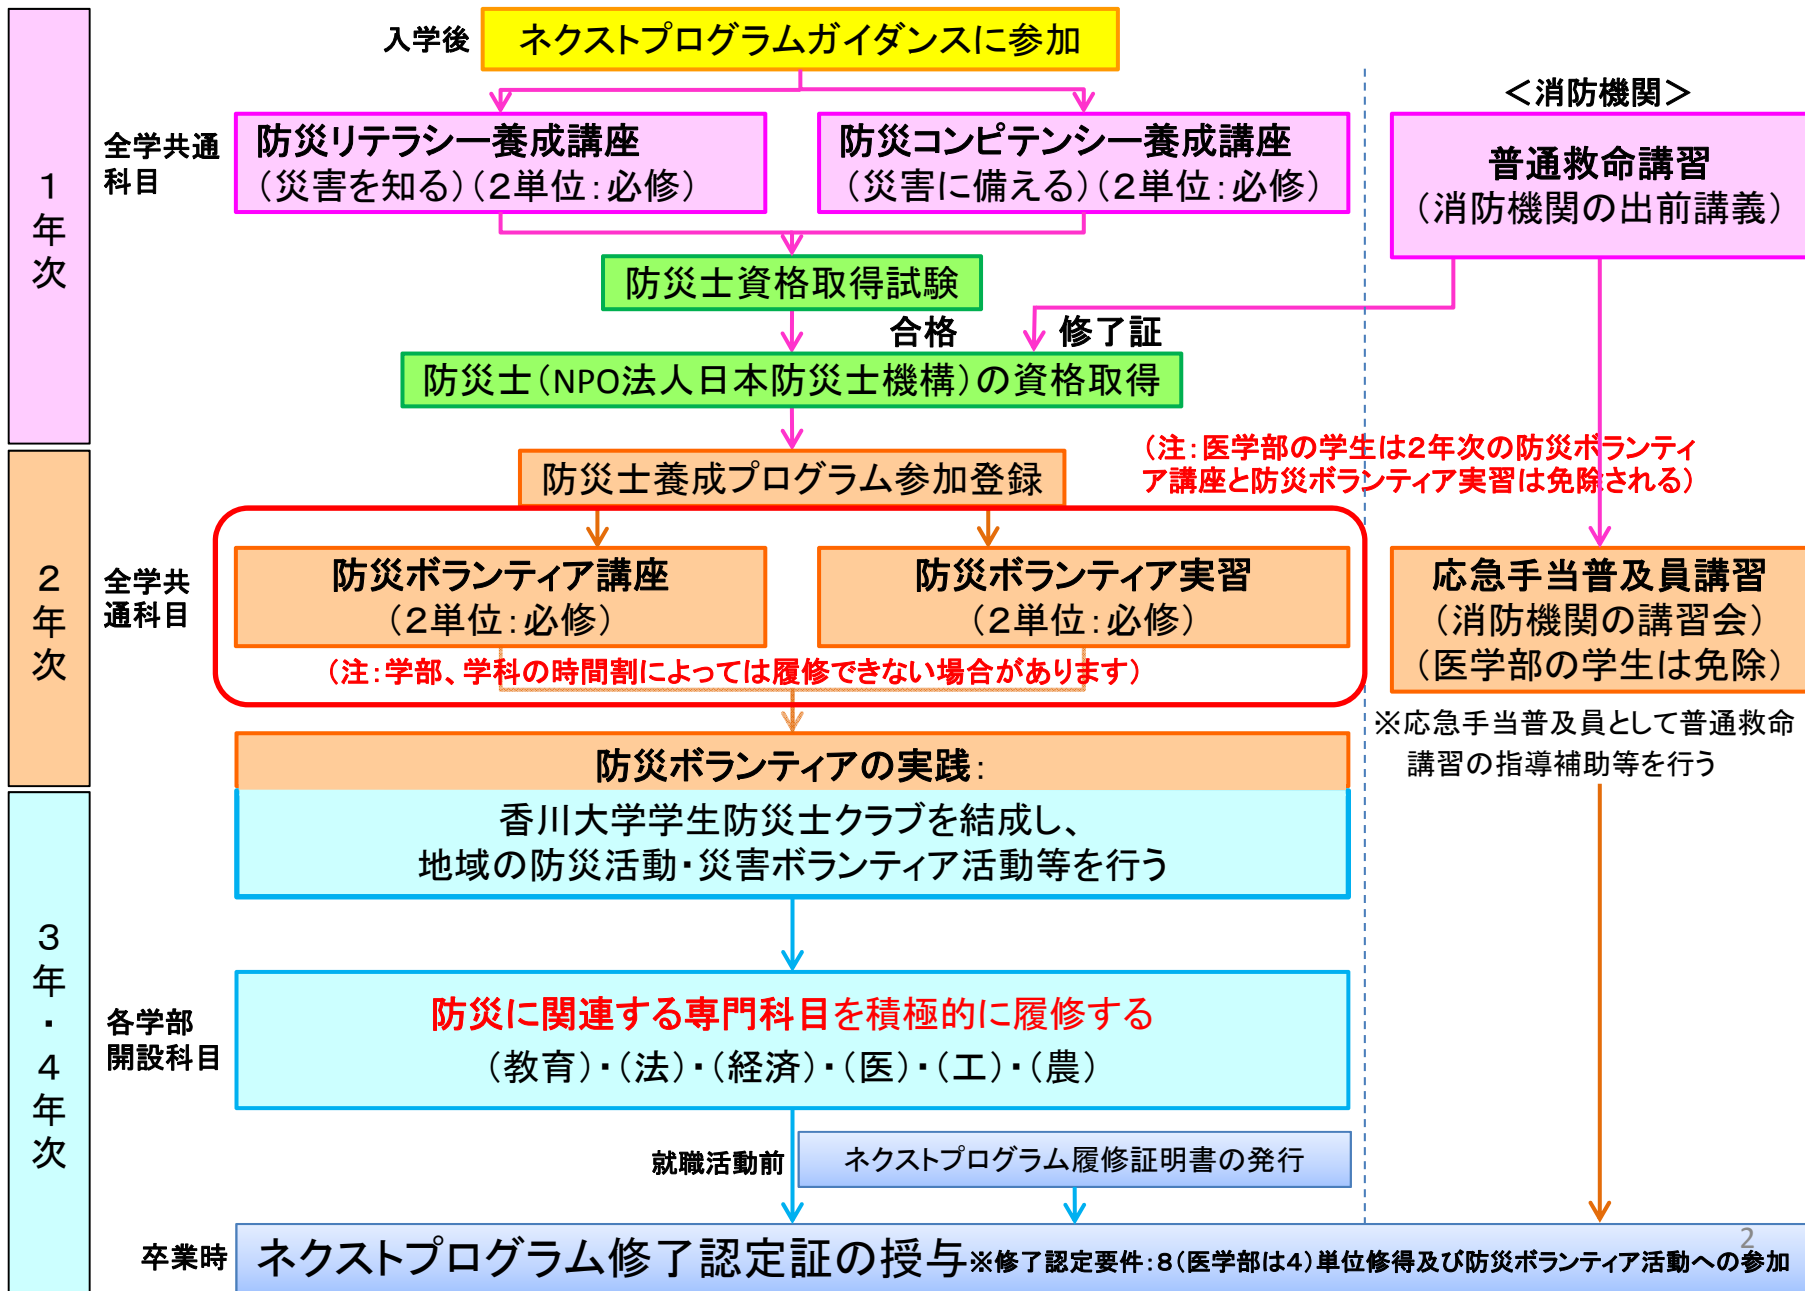 入学後
ネクストプログラムガイダンスに参加
1年次
全学共通
科目
防災リテラシー養成講座
（災害を知る）（2単位：必修）
防災コンピテンシー養成講座
（災害に備える）（2単位：必修）
＜消防機関＞
普通救命講習
（消防機関の出前講義）
防災士資格取得試験
合格
修了証
防災士（NPO法人日本防災士機構）の資格取得
2年次
防災士養成プログラム参加登録
（注：医学部の学生は2年次の防災ボランティ
ア講座と防災ボランティア実習は免除される）
全学共
通科目
防災ボランティア講座
（2単位：必修）
防災ボランティア実習
（2単位：必修）
（注：学部、学科の時間割によっては履修できない場合があります）
応急手当普及員講習
（消防機関の講習会）
（医学部の学生は免除）
※応急手当普及員として普通救命
講習の指導補助等を行う
防災ボランティアの実践：
香川大学学生防災士クラブを結成し、
地域の防災活動・災害ボランティア活動等を行う
3年・4年次
各学部
開設科目
防災に関連する専門科目を積極的に履修する
（教育）・（法）・（経済）・（医）・（工）・（農）
就職活動前
ネクストプログラム履修証明書の発行
卒業時
ネクストプログラム修了認定証の授与※修了認定要件：8（医学部は4）単位修得及び防災ボランティア活動への参加
2